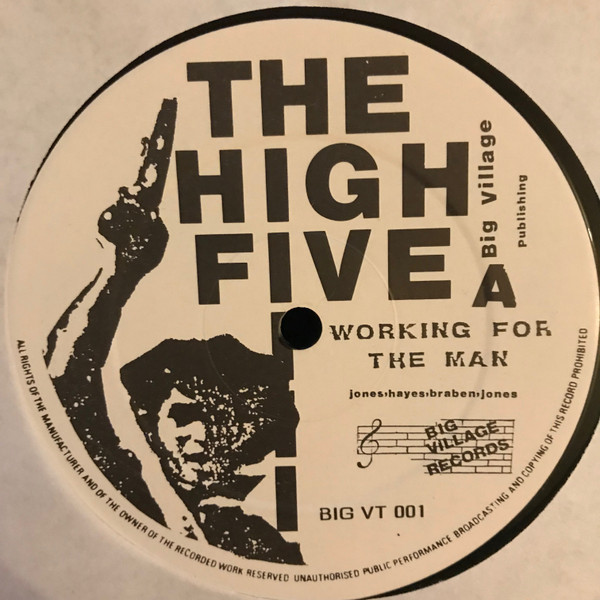 THE
HIGH
FIVE
Big Village
Publishing
A
WORKING FOR
THE MAN
jones·hayes·braben·jones
BIG
VILLAGE
RECORDS
BIG VT 001
ALL RIGHTS OF THE MANUFACTURER AND OF THE OWNER OF THE RECORDED WORK RESERVED UNAUTHORISED PUBLIC PERFORMANCE BROADCASTING AND COPYING OF THIS RECORD PROHIBITED